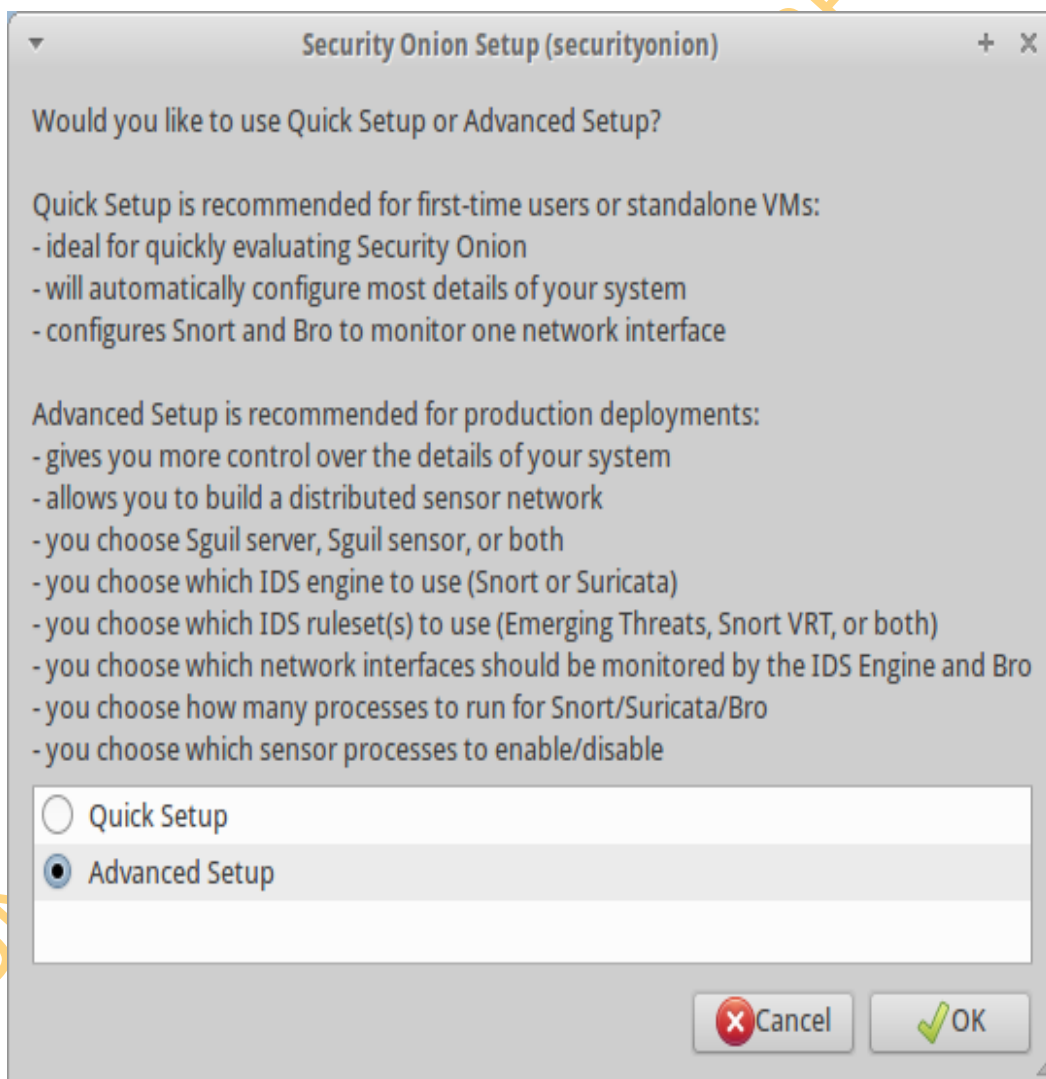 Security Onion Setup (securityonion)
Would you like to use Quick Setup or Advanced Setup?
Quick Setup is recommended for first-time users or standalone VMs:
- ideal for quickly evaluating Security Onion
- will automatically configure most details of your system
- configures Snort and Bro to monitor one network interface
Advanced Setup is recommended for production deployments:
- gives you more control over the details of your system
- allows you to build a distributed sensor network
- you choose Sguil server, Sguil sensor, or both
- you choose which IDS engine to use (Snort or Suricata)
- you choose which IDS ruleset(s) to use (Emerging Threats, Snort VRT, or both)
- you choose which network interfaces should be monitored by the IDS Engine and Bro
- you choose how many processes to run for Snort/Suricata/Bro
- you choose which sensor processes to enable/disable
Quick Setup
Advanced Setup
Cancel
OK